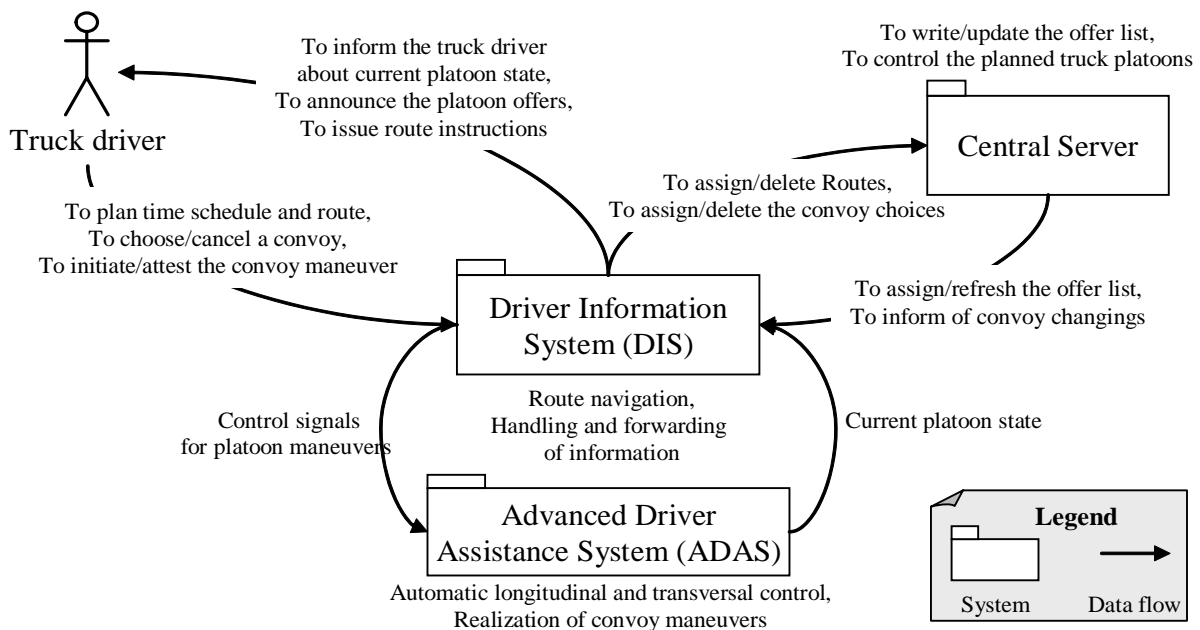 To inform the truck driver
about current platoon state,
To announce the platoon offers,
To issue route instructions
To write/update the offer list,
To control the planned truck platoons
Truck driver
Central Server
To assign/delete Routes,
To assign/delete the convoy choices
To plan time schedule and route,
To choose/cancel a convoy,
To initiate/attest the convoy maneuver
To assign/refresh the offer list,
To inform of convoy changings
Driver Information
System (DIS)
Route navigation,
Handling and forwarding
of information
Control signals
for platoon maneuvers
Current platoon state
Advanced Driver
Assistance System (ADAS)
Automatic longitudinal and transversal control,
Realization of convoy maneuvers
Legend
System
Data flow